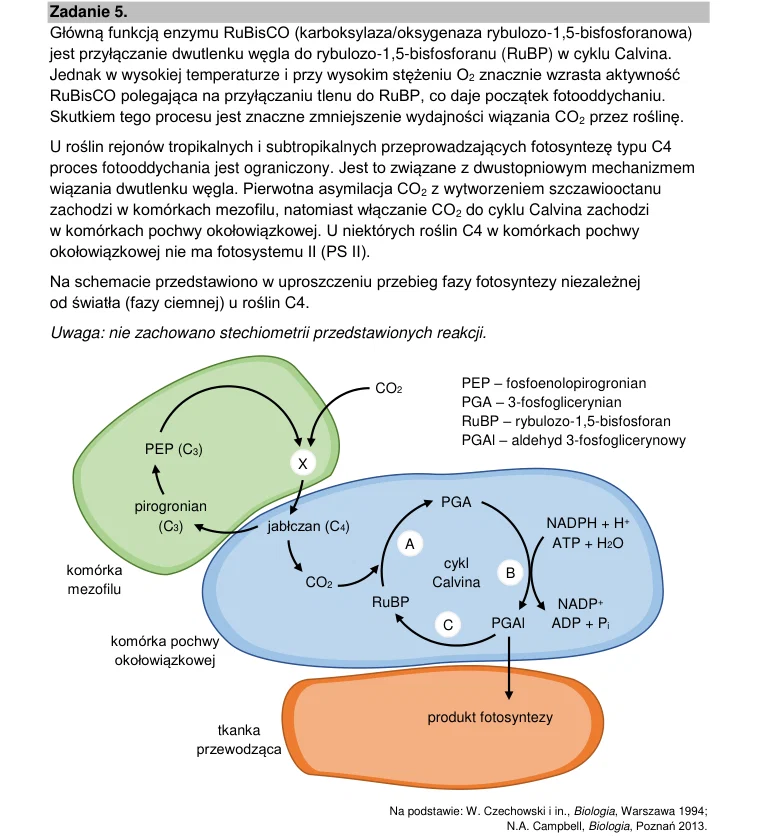 Zadanie 5.
Główną funkcją enzymu RuBisCO (karboksylaza/oksygenaza rybulozo-1,5-bisfosforanowa)
jest przyłączanie dwutlenku węgla do rybulozo-1,5-bisfosforanu (RuBP) w cyklu Calvina.
Jednak w wysokiej temperaturze i przy wysokim stężeniu O₂ znacznie wzrasta aktywność
RuBisCO polegająca na przyłączaniu tlenu do RuBP, co daje początek fotooddychaniu.
Skutkiem tego procesu jest znaczne zmniejszenie wydajności wiązania CO₂ przez roślinę.
U roślin rejonów tropikalnych i subtropikalnych przeprowadzających fotosyntezę typu C4
proces fotooddychania jest ograniczony. Jest to związane z dwustopniowym mechanizmem
wiązania dwutlenku węgla. Pierwotna asymilacja CO₂ z wytworzeniem szczawiooctanu
zachodzi w komórkach mezofilu, natomiast włączanie CO₂ do cyklu Calvina zachodzi
w komórkach pochwy okołowiązkowej. U niektórych roślin C4 w komórkach pochwy
okołowiązkowej nie ma fotosystemu II (PS II).
Na schemacie przedstawiono w uproszczeniu przebieg fazy fotosyntezy niezależnej
od światła (fazy ciemnej) u roślin C4.
Uwaga: nie zachowano stechiometrii przedstawionych reakcji.
CO₂
PEP – fosfoenolopirogronian
PGA – 3-fosfoglicerynian
RuBP – rybulozo-1,5-bisfosforan
PGAl – aldehyd 3-fosfoglicerynowy
PEP (C₃)
X
pirogronian
(C₃)
jabłczan (C₄)
PGA
NADPH + H⁺
ATP + H₂O
A
cykl
Calvina
B
CO₂
RuBP
NADP⁺
ADP + Pᵢ
C
PGAl
komórka
mezofilu
komórka pochwy
okołowiązkowej
produkt fotosyntezy
tkanka
przewodząca
Na podstawie: W. Czechowski i in., Biologia, Warszawa 1994;
N.A. Campbell, Biologia, Poznań 2013.